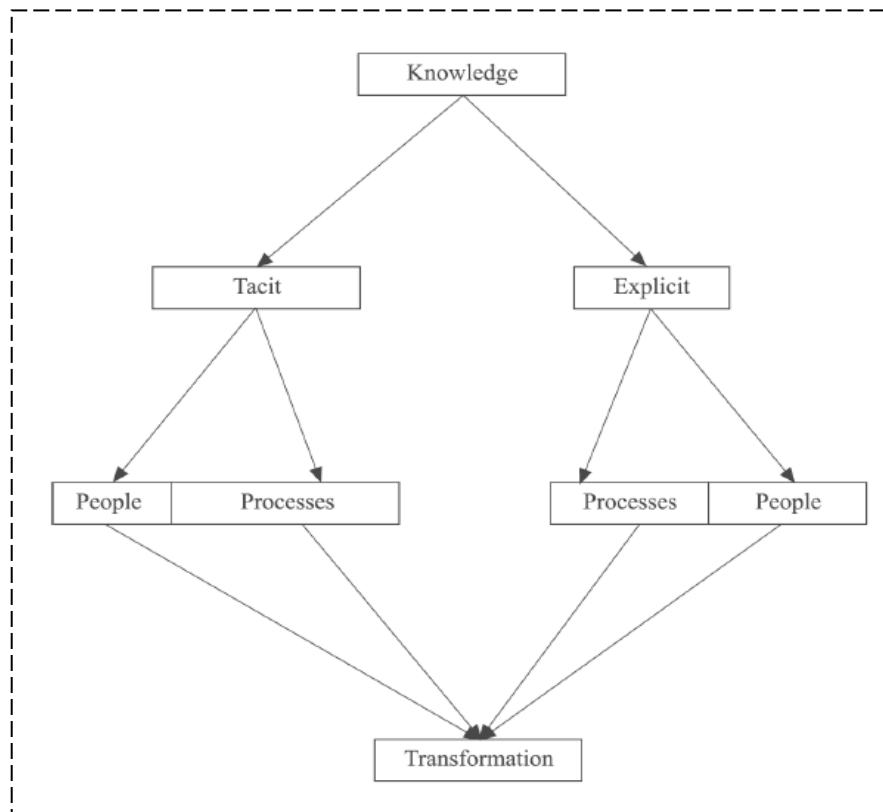 Knowledge
Tacit
Explicit
People
Processes
Processes
People
Transformation